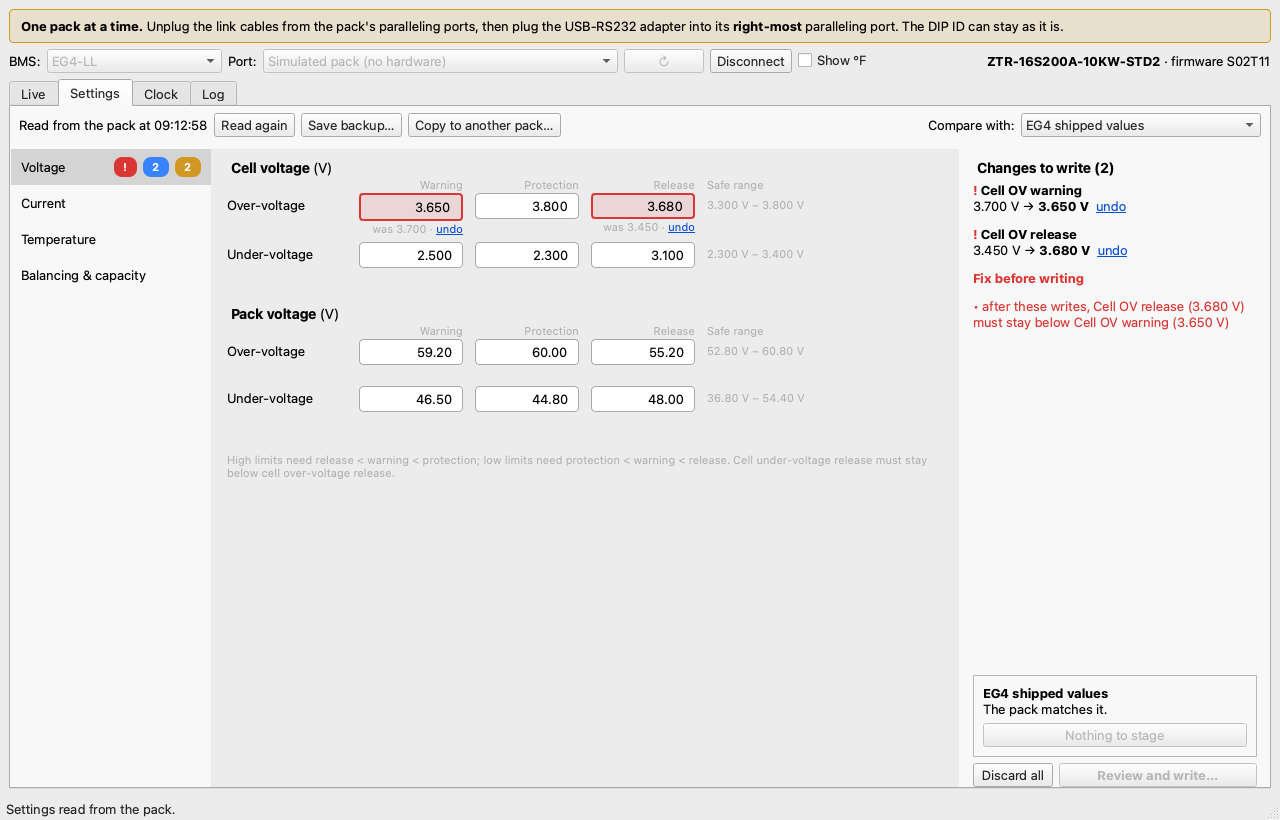 One pack at a time. Unplug the link cables from the pack's paralleling ports, then plug the USB-RS232 adapter into its right-most paralleling port. The DIP ID can stay as it is.
BMS: EG4-LL Port: Simulated pack (no hardware) Disconnect Show °F ZTR-16S200A-10KW-STD2 · firmware S02T11
Live Settings Clock Log
Read from the pack at 09:12:58 Read again Save backup... Copy to another pack... Compare with: EG4 shipped values
Voltage ! 2 2
Current
Temperature
Balancing & capacity
Cell voltage (V)
Warning Protection Release Safe range
Over-voltage 3.650 3.800 3.680 3.300 V – 3.800 V
was 3.700 · undo was 3.450 · undo
Under-voltage 2.500 2.300 3.100 2.300 V – 3.400 V
Pack voltage (V)
Warning Protection Release Safe range
Over-voltage 59.20 60.00 55.20 52.80 V – 60.80 V
Under-voltage 46.50 44.80 48.00 36.80 V – 54.40 V
High limits need release < warning < protection; low limits need protection < warning < release. Cell under-voltage release must stay
below cell over-voltage release.
Changes to write (2)
! Cell OV warning
3.700 V → 3.650 V undo
! Cell OV release
3.450 V → 3.680 V undo
Fix before writing
• after these writes, Cell OV release (3.680 V)
must stay below Cell OV warning (3.650 V)
EG4 shipped values
The pack matches it.
Nothing to stage
Discard all Review and write...
Settings read from the pack.